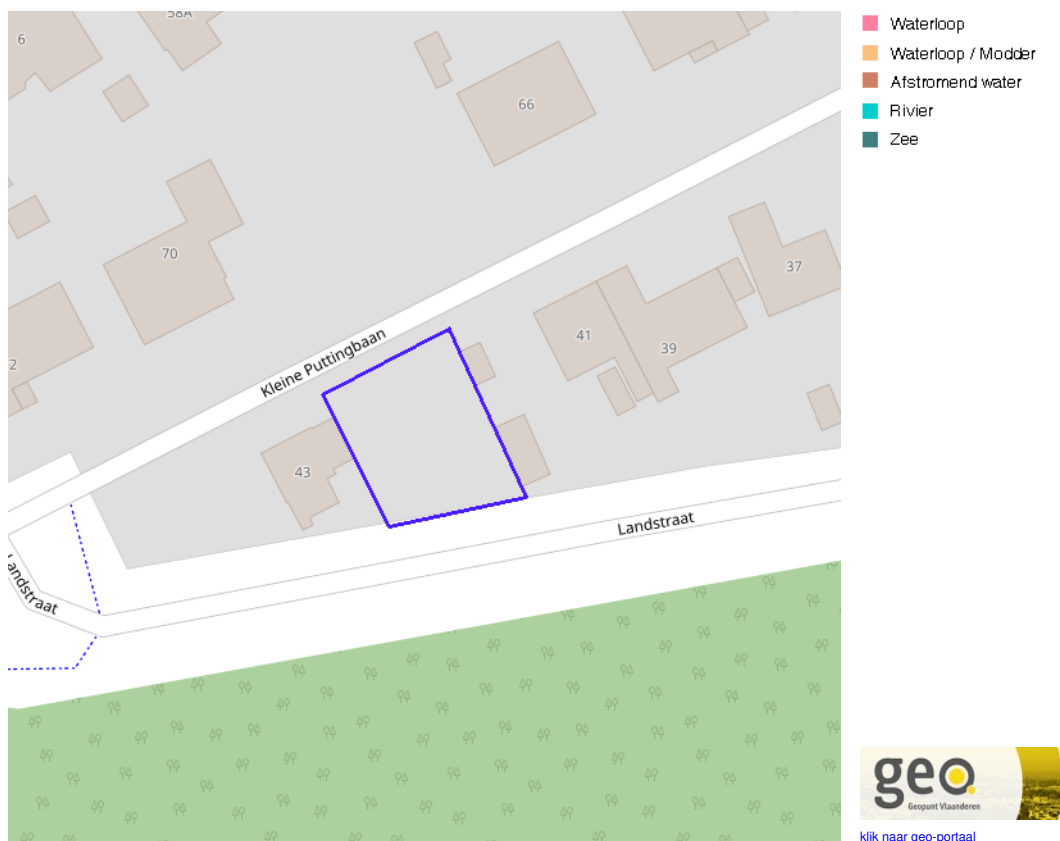 58A
6
66
70
37
41
39
2
Kleine Puttingbaan
43
Landstraat
Landstraat
Waterloop
Waterloop / Modder
Afstromend water
Rivier
Zee
geo.
Geopunt Vlaanderen
klik naar geo-portaal